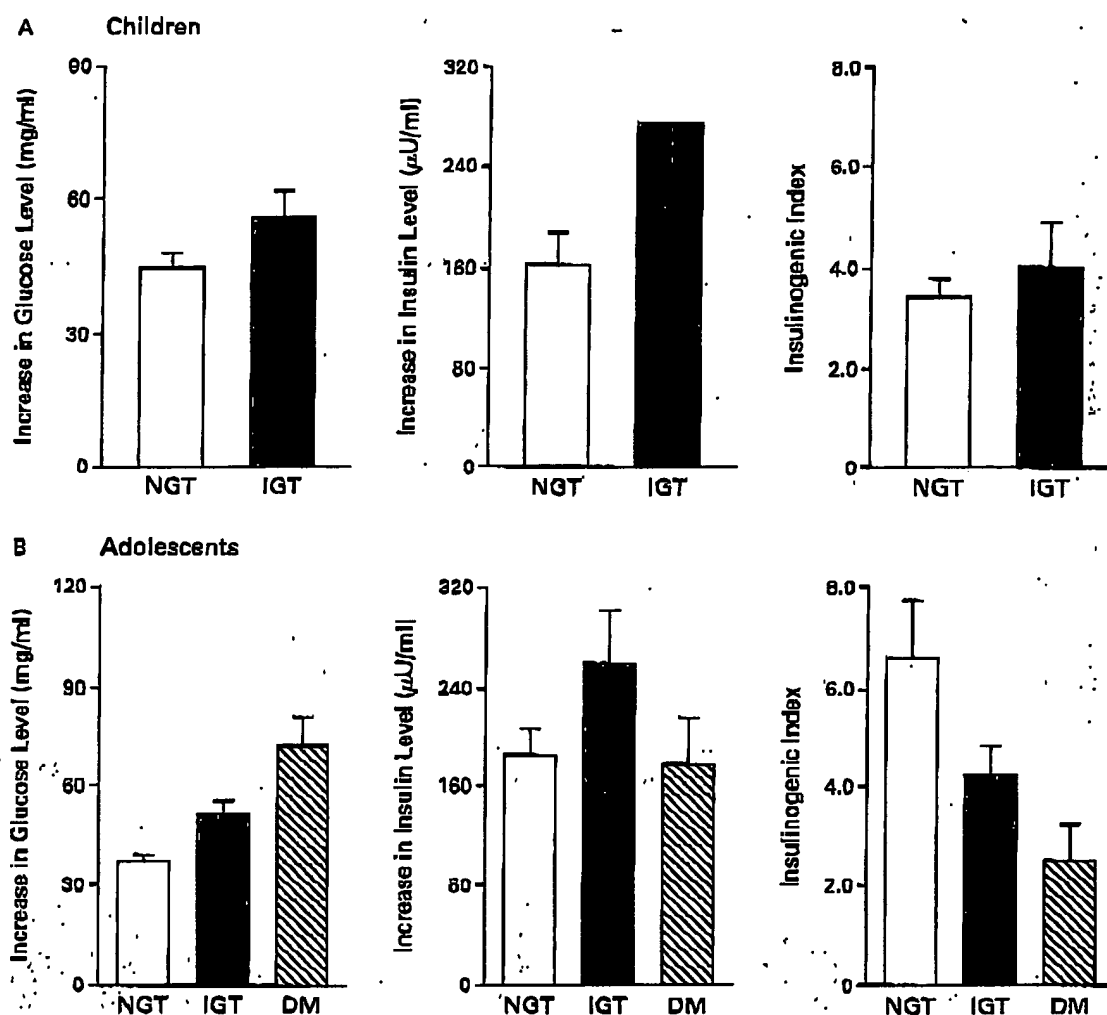 A Children
Increase in Glucose Level (mg/ml)
90
60
30
0
NGT IGT
Increase in Insulin Level (μU/ml)
320
240
160
80
0
NGT IGT
Insulinogenic Index
8.0
6.0
4.0
2.0
0
NGT IGT
B Adolescents
Increase in Glucose Level (mg/ml)
120
90
60
30
0
NGT IGT DM
Increase in Insulin Level (μU/ml)
320
240
160
80
0
NGT IGT DM
Insulinogenic Index
8.0
6.0
4.0
2.0
0
NGT IGT DM